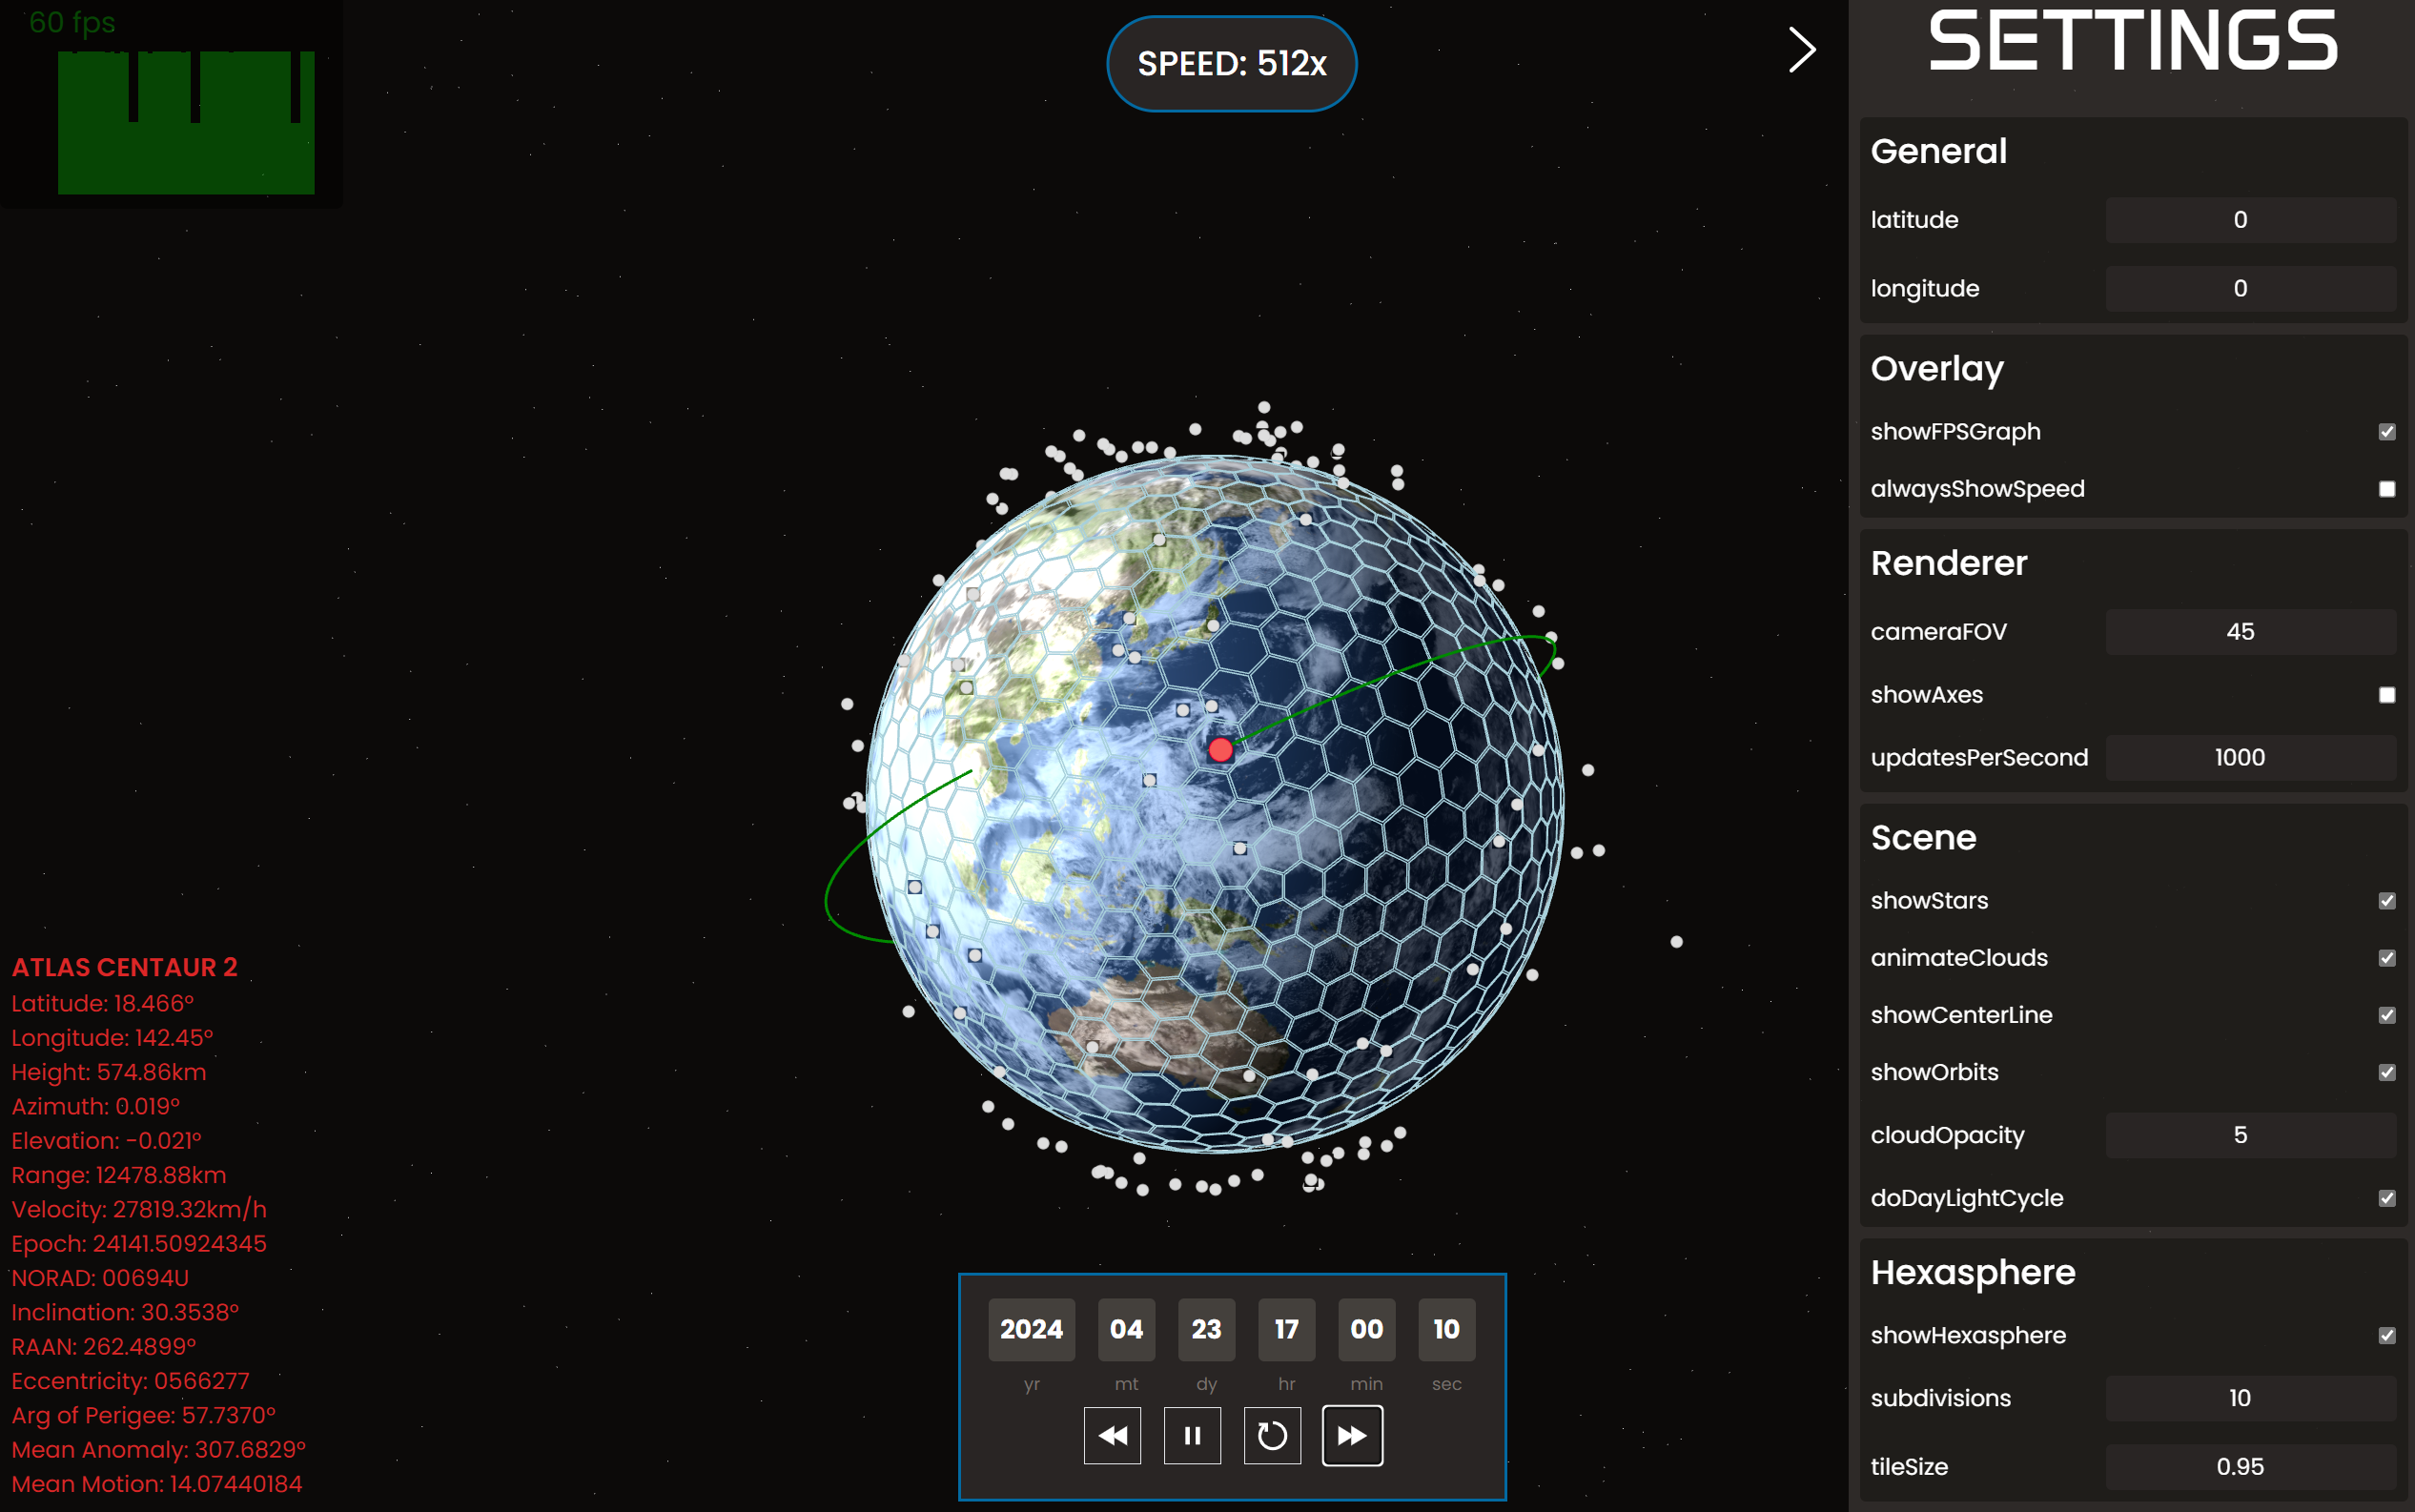 60 fps
SPEED: 512x
ATLAS CENTAUR 2
Latitude: 18.466°
Longitude: 142.45°
Height: 574.86km
Azimuth: 0.019°
Elevation: -0.021°
Range: 12478.88km
Velocity: 27819.32km/h
Epoch: 24141.50924345
NORAD: 00694U
Inclination: 30.3538°
RAAN: 262.4899°
Eccentricity: 0566277
Arg of Perigee: 57.7370°
Mean Anomaly: 307.6829°
Mean Motion: 14.07440184
2024 04 23 17 00 10
yr mt dy hr min sec
SETTINGS
General
latitude 0
longitude 0
Overlay
showFPSGraph
alwaysShowSpeed
Renderer
cameraFOV 45
showAxes
updatesPerSecond 1000
Scene
showStars
animateClouds
showCenterLine
showOrbits
cloudOpacity 5
doDayLightCycle
Hexasphere
showHexasphere
subdivisions 10
tileSize 0.95